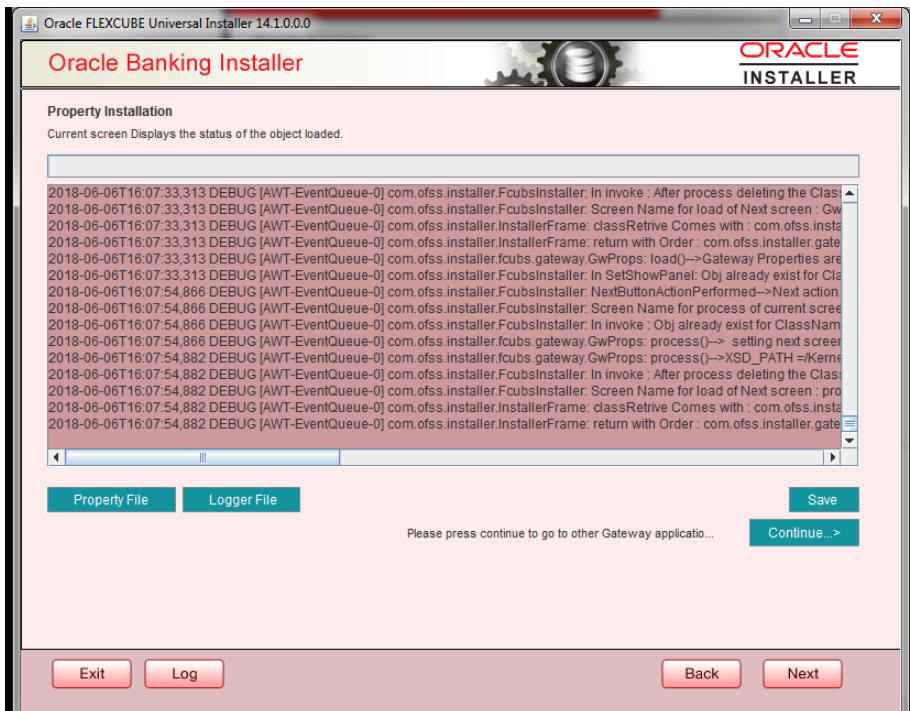 Oracle FLEXCUBE Universal Installer 14.1.0.0.0
Oracle Banking Installer
ORACLE
INSTALLER
Property Installation
Current screen Displays the status of the object loaded.
2018-06-06T16:07:33,313 DEBUG [AWT-EventQueue-0] com.ofss.installer.FcubsInstaller: In invoke : After process deleting the Class
2018-06-06T16:07:33,313 DEBUG [AWT-EventQueue-0] com.ofss.installer.FcubsInstaller: Screen Name for load of Next screen : Gw
2018-06-06T16:07:33,313 DEBUG [AWT-EventQueue-0] com.ofss.installer.InstallerFrame: classRetrive Comes with : com.ofss.insta
2018-06-06T16:07:33,313 DEBUG [AWT-EventQueue-0] com.ofss.installer.InstallerFrame: return with Order : com.ofss.installer.gate
2018-06-06T16:07:33,313 DEBUG [AWT-EventQueue-0] com.ofss.installer.fcubs.gateway.GwProps: load()-->Gateway Properties are
2018-06-06T16:07:33,313 DEBUG [AWT-EventQueue-0] com.ofss.installer.FcubsInstaller: In SetShowPanel: Obj already exist for Cla
2018-06-06T16:07:54,866 DEBUG [AWT-EventQueue-0] com.ofss.installer.FcubsInstaller: NextButtonActionPerformed-->Next action
2018-06-06T16:07:54,866 DEBUG [AWT-EventQueue-0] com.ofss.installer.FcubsInstaller: Screen Name for process of current scree
2018-06-06T16:07:54,866 DEBUG [AWT-EventQueue-0] com.ofss.installer.FcubsInstaller: In invoke : Obj already exist for ClassNam
2018-06-06T16:07:54,866 DEBUG [AWT-EventQueue-0] com.ofss.installer.fcubs.gateway.GwProps: process()--> setting next screen
2018-06-06T16:07:54,882 DEBUG [AWT-EventQueue-0] com.ofss.installer.fcubs.gateway.GwProps: process()-->XSD_PATH =/Kerne
2018-06-06T16:07:54,882 DEBUG [AWT-EventQueue-0] com.ofss.installer.FcubsInstaller: In invoke : After process deleting the Class
2018-06-06T16:07:54,882 DEBUG [AWT-EventQueue-0] com.ofss.installer.FcubsInstaller: Screen Name for load of Next screen : pro
2018-06-06T16:07:54,882 DEBUG [AWT-EventQueue-0] com.ofss.installer.InstallerFrame: classRetrive Comes with : com.ofss.insta
2018-06-06T16:07:54,882 DEBUG [AWT-EventQueue-0] com.ofss.installer.InstallerFrame: return with Order : com.ofss.installer.gate
Property File Logger File Save
Please press continue to go to other Gateway applicatio... Continue...>
Exit Log Back Next